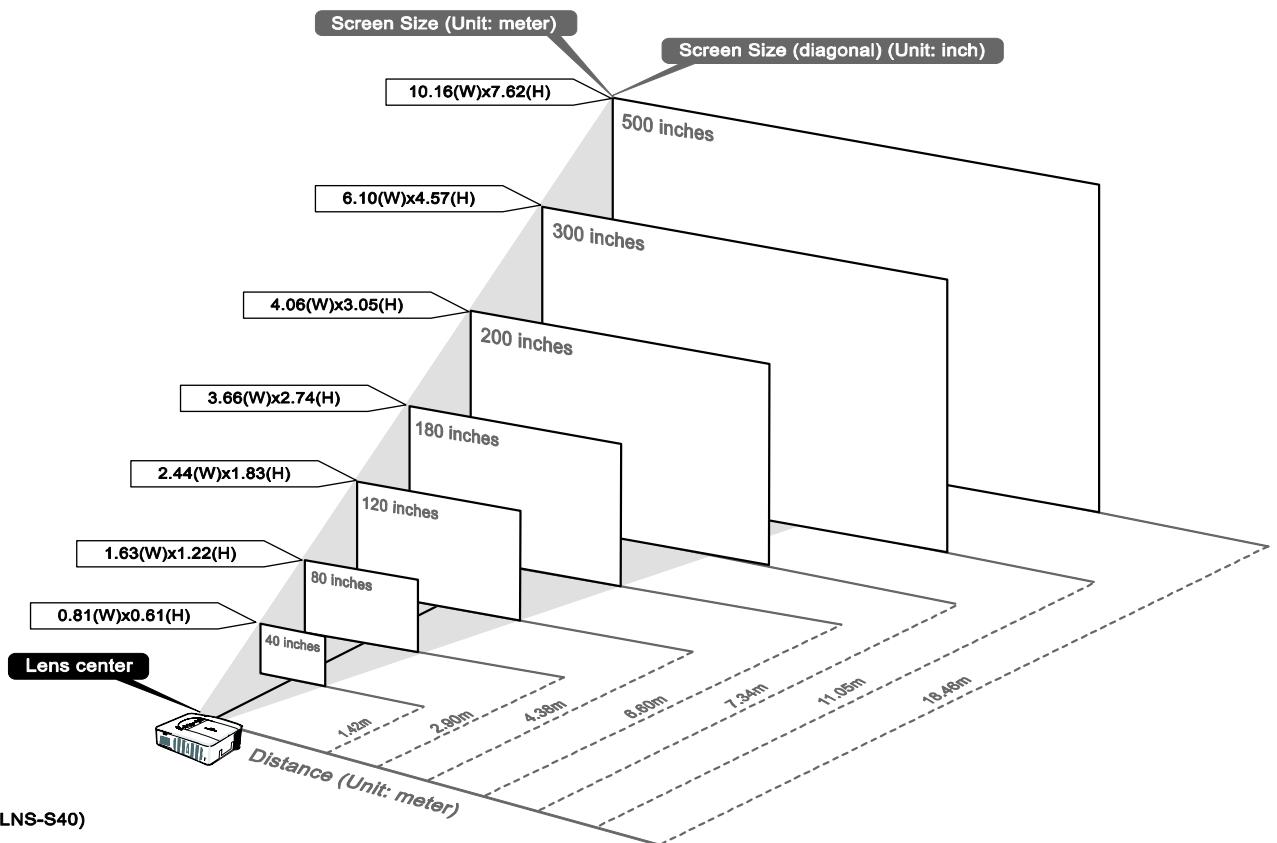 Screen Size (Unit: meter)
Screen Size (diagonal) (Unit: inch)
10.16(W)x7.62(H)
500 inches
6.10(W)x4.57(H)
300 inches
4.06(W)x3.05(H)
200 inches
3.66(W)x2.74(H)
180 inches
2.44(W)x1.83(H)
120 inches
1.63(W)x1.22(H)
80 inches
0.81(W)x0.61(H)
40 inches
Lens center
1.42m
2.90m
4.38m
6.60m
7.34m
11.05m
18.46m
Distance (Unit: meter)
LNS-S40)